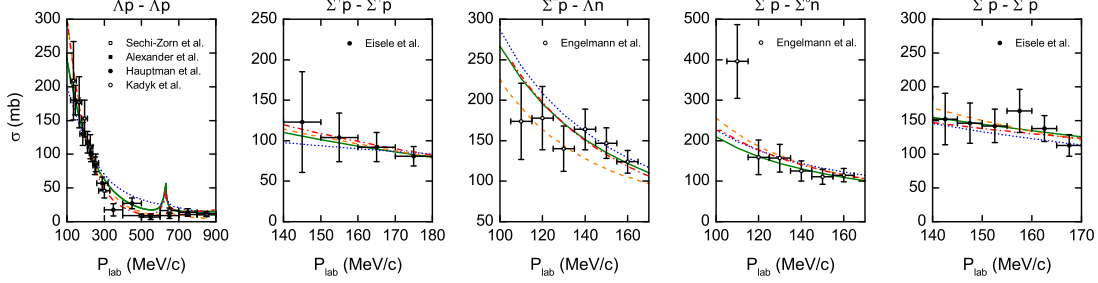 Λp - Λp
Σ⁺p - Σ⁺p
Σ⁻p - Λn
Σ⁻p - Σ⁰n
Σ⁻p - Σ⁻p
σ (mb)
300
250
200
150
100
50
0
Sechi-Zorn et al.
Alexander et al.
Hauptman et al.
Kadyk et al.
100 300 500 700 900
P_lab (MeV/c)
250
200
150
100
50
0
Eisele et al.
140 150 160 170 180
P_lab (MeV/c)
300
250
200
150
100
50
Engelmann et al.
100 120 140 160
P_lab (MeV/c)
500
400
300
200
100
0
Engelmann et al.
100 120 140 160
P_lab (MeV/c)
300
250
200
150
100
50
0
Eisele et al.
140 150 160 170
P_lab (MeV/c)